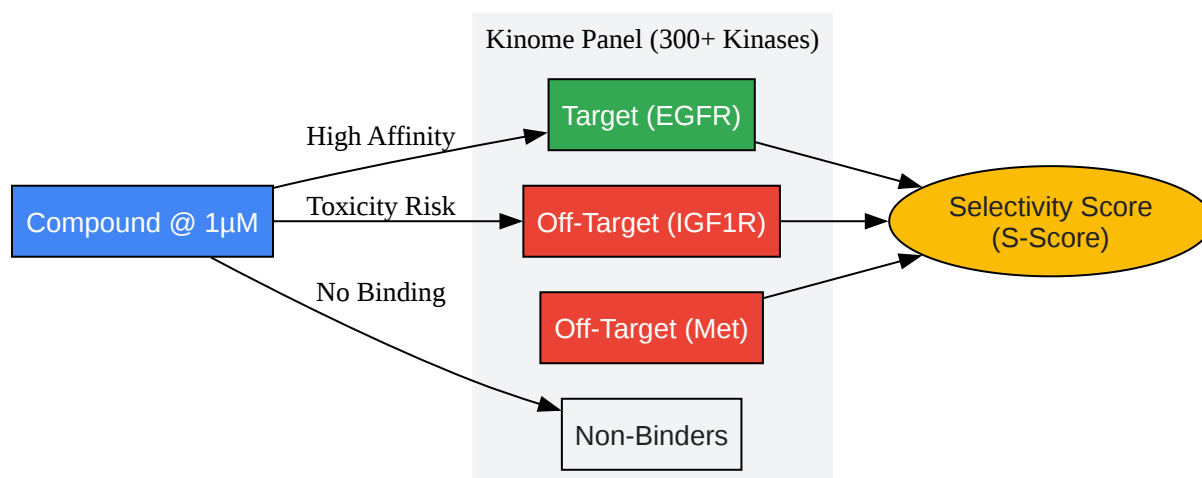 Kinome Panel (300+ Kinases)
Target (EGFR)
High Affinity
Compound @ 1µM
Toxicity Risk
Off-Target (IGF1R)
Selectivity Score
(S-Score)
No Binding
Off-Target (Met)
Non-Binders